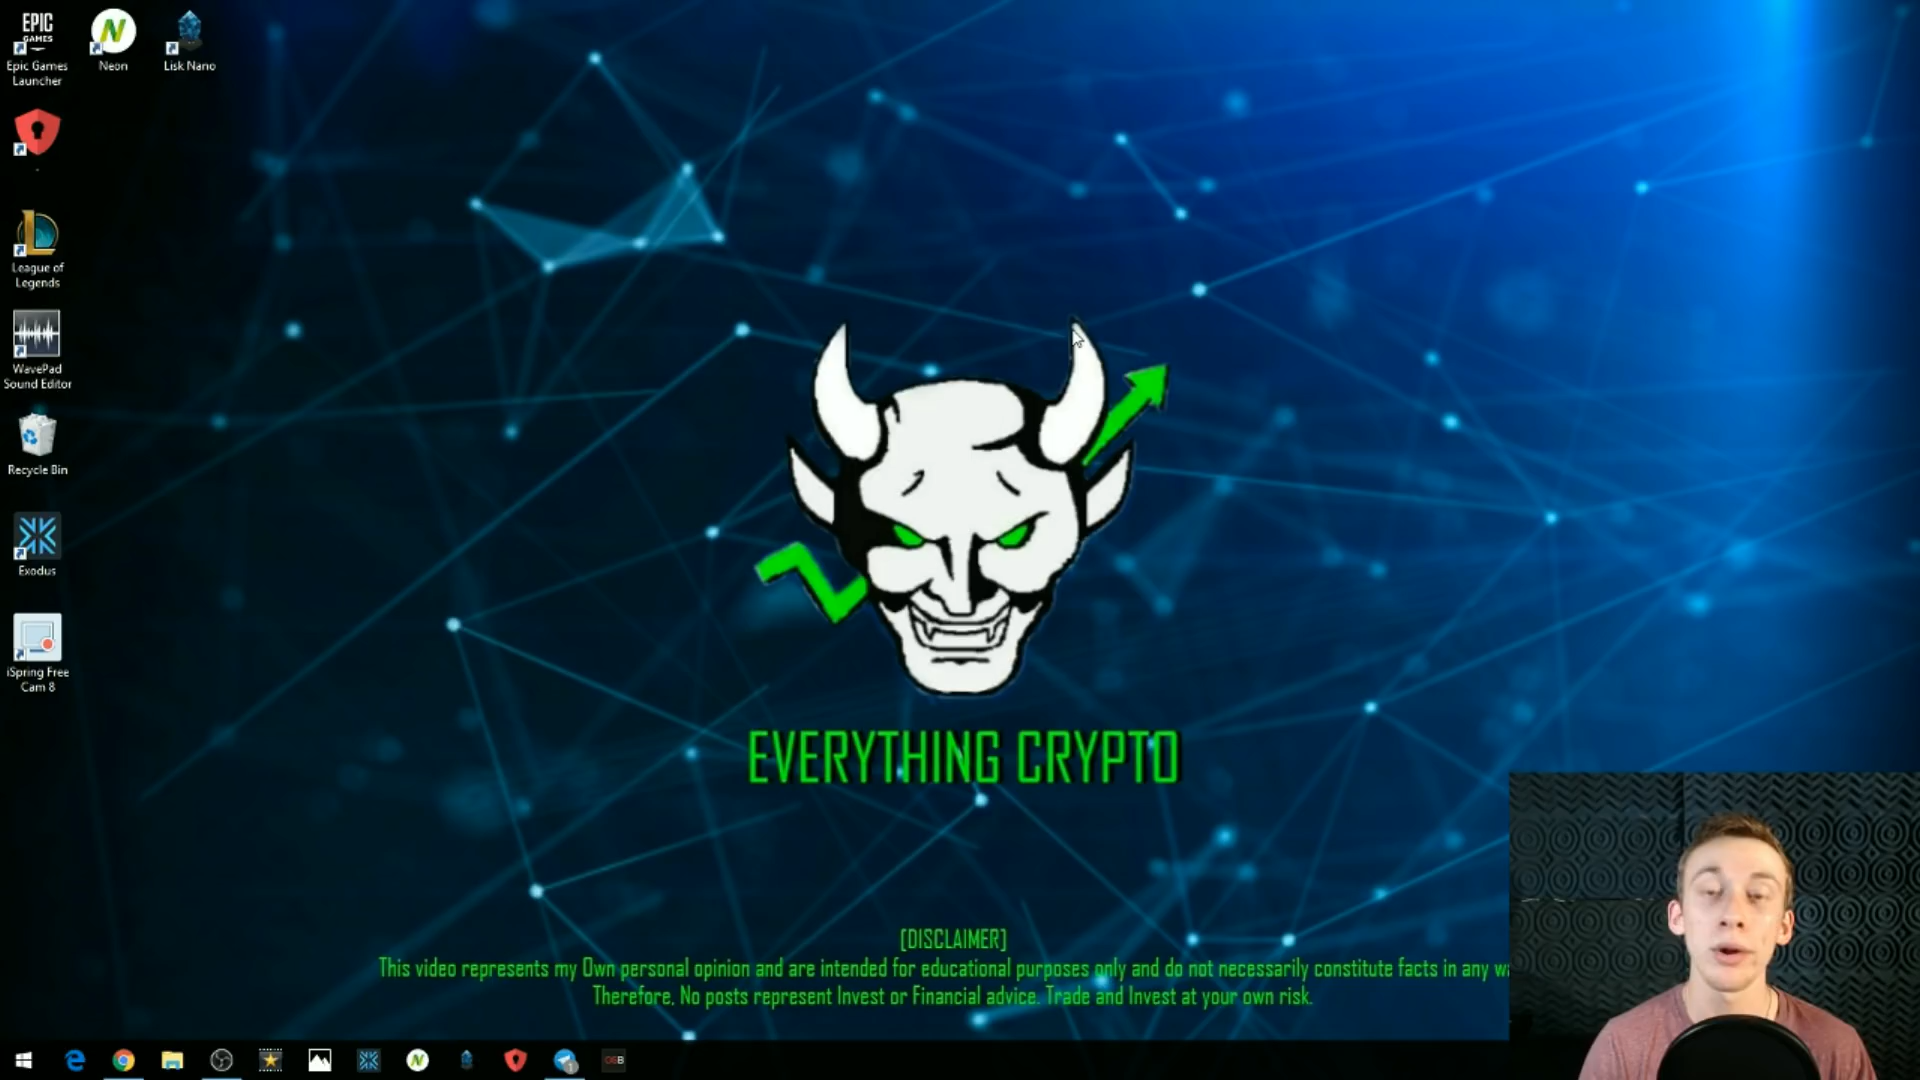 EPIC
GAMES
Epic Games
Launcher
N
Neon
Lisk Nano
League of
Legends
WavePad
Sound Editor
Recycle Bin
Exodus
iSpring Free
Cam 8
EVERYTHING CRYPTO
[DISCLAIMER]
This video represents my Own personal opinion and are intended for educational purposes only and do not necessarily constitute facts in any
Therefore, No posts represent Invest or Financial advice. Trade and Invest at your own risk.
N
1
OSB